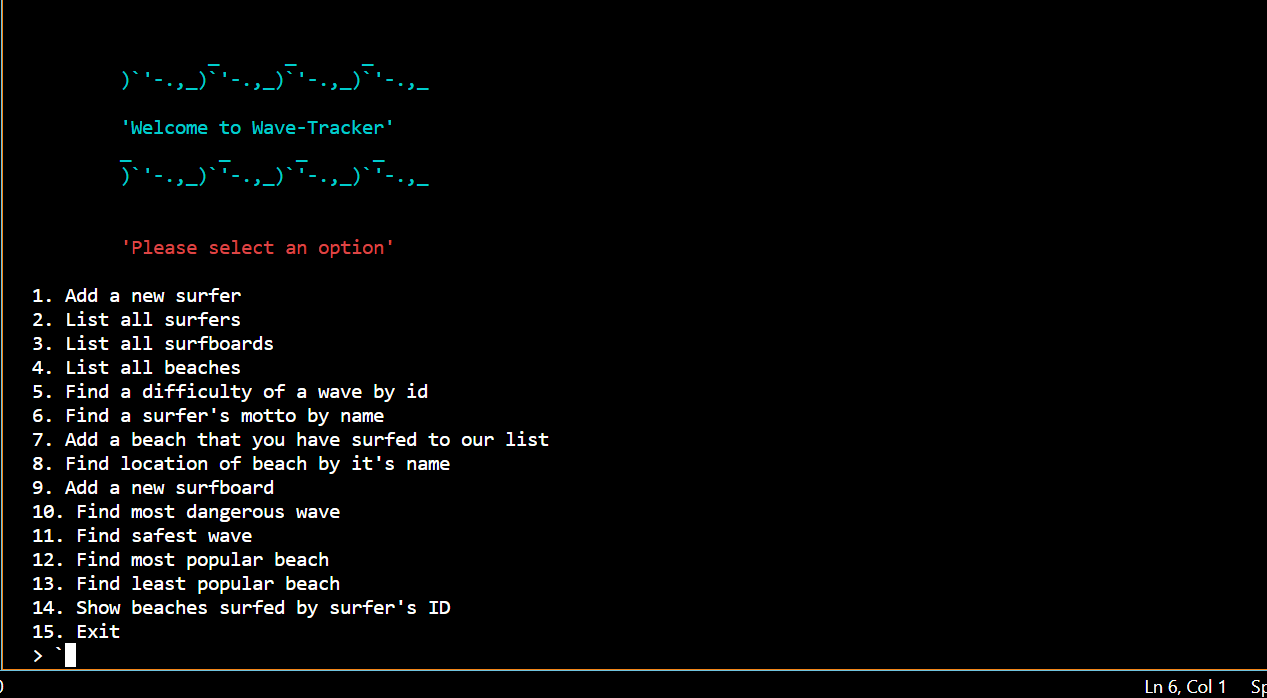 _      _      _
)`'-.,_)`'-.,_)`'-.,_)`'-.,_
'Welcome to Wave-Tracker'
_        _      _      _
)`'-.,_)`'-.,_)`'-.,_)`'-.,_
'Please select an option'
1. Add a new surfer
2. List all surfers
3. List all surfboards
4. List all beaches
5. Find a difficulty of a wave by id
6. Find a surfer's motto by name
7. Add a beach that you have surfed to our list
8. Find location of beach by it's name
9. Add a new surfboard
10. Find most dangerous wave
11. Find safest wave
12. Find most popular beach
13. Find least popular beach
14. Show beaches surfed by surfer's ID
15. Exit
> `
Ln 6, Col 1 Sp